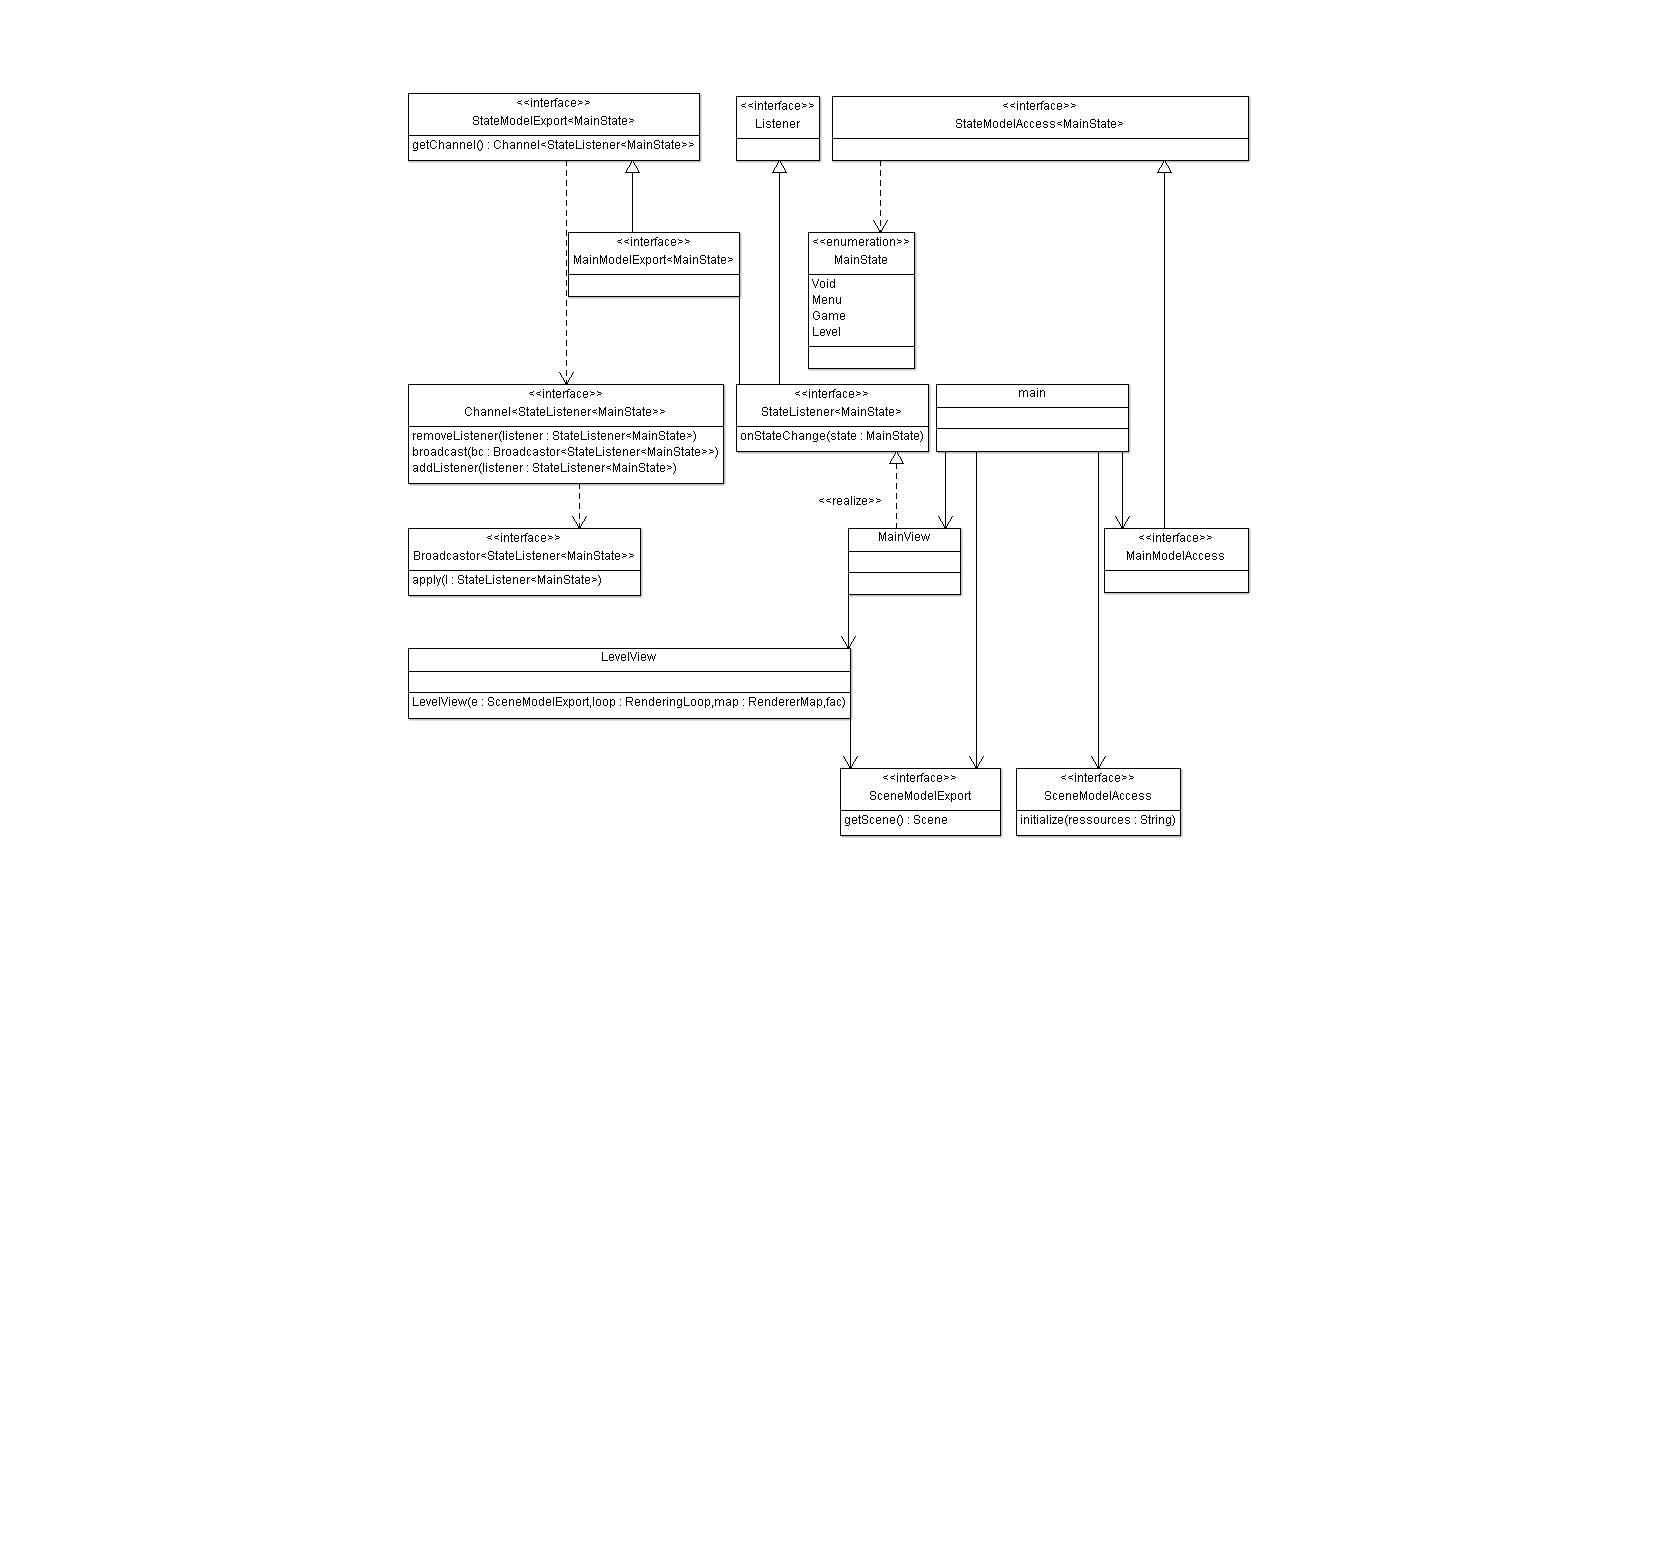 <<interface>>
StateModelExport<MainState>
getChannel() : Channel<StateListener<MainState>>
<<interface>>
Listener
<<interface>>
StateModelAccess<MainState>
<<interface>>
MainModelExport<MainState>
<<enumeration>>
MainState
Void
Menu
Game
Level
<<interface>>
Channel<StateListener<MainState>>
removeListener(listener : StateListener<MainState>)
broadcast(bc : Broadcastor<StateListener<MainState>>)
addListener(listener : StateListener<MainState>)
<<interface>>
StateListener<MainState>
onStateChange(state : MainState)
main
<<realize>>
<<interface>>
Broadcastor<StateListener<MainState>>
apply(l : StateListener<MainState>)
MainView
<<interface>>
MainModelAccess
LevelView
LevelView(e : SceneModelExport,loop : RenderingLoop,map : RendererMap,fac)
<<interface>>
SceneModelExport
getScene() : Scene
<<interface>>
SceneModelAccess
initialize(ressources : String)